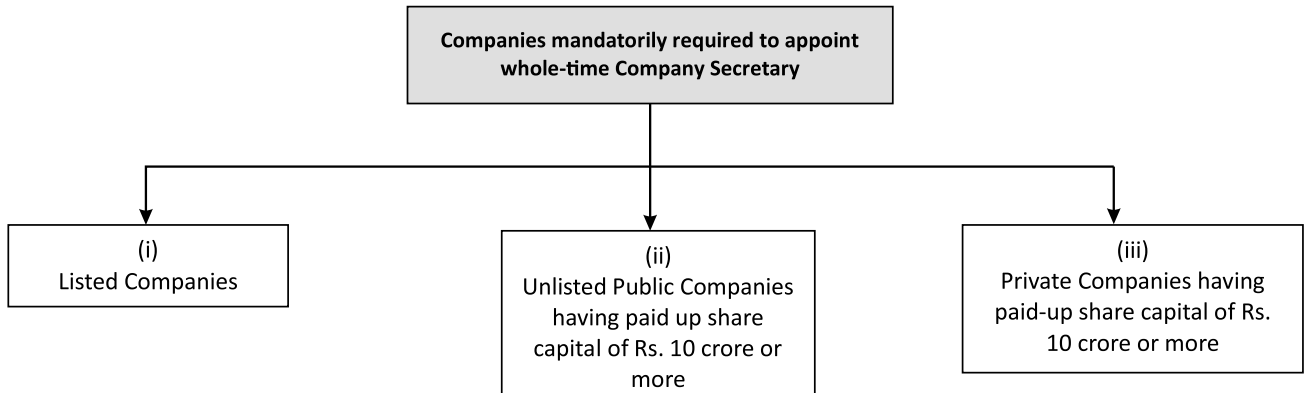 Companies mandatorily required to appoint
whole-time Company Secretary
(i)
Listed Companies
(ii)
Unlisted Public Companies
having paid up share
capital of Rs. 10 crore or
more
(iii)
Private Companies having
paid-up share capital of Rs.
10 crore or more